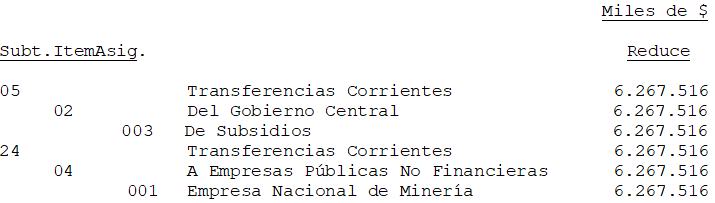 Miles de $
Subt.ItemAsig. Reduce
05 Transferencias Corrientes 6.267.516
02 Del Gobierno Central 6.267.516
003 De Subsidios 6.267.516
24 Transferencias Corrientes 6.267.516
04 A Empresas Públicas No Financieras 6.267.516
001 Empresa Nacional de Minería 6.267.516